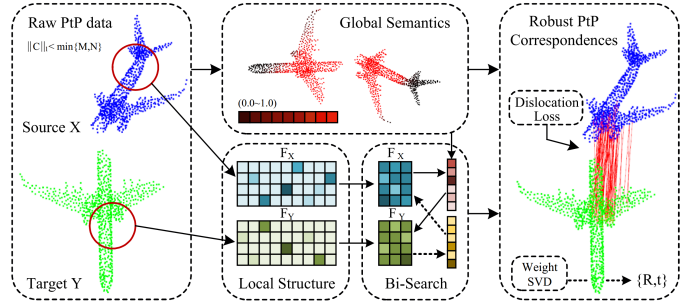 Raw PtP data
||C||₁< min{M,N}
Source X
Target Y
Global Semantics
(0.0~1.0)
F_X
F_Y
Local Structure
F_X
F_Y
Bi-Search
Robust PtP
Correspondences
Dislocation
Loss
Weight
SVD
{R,t}